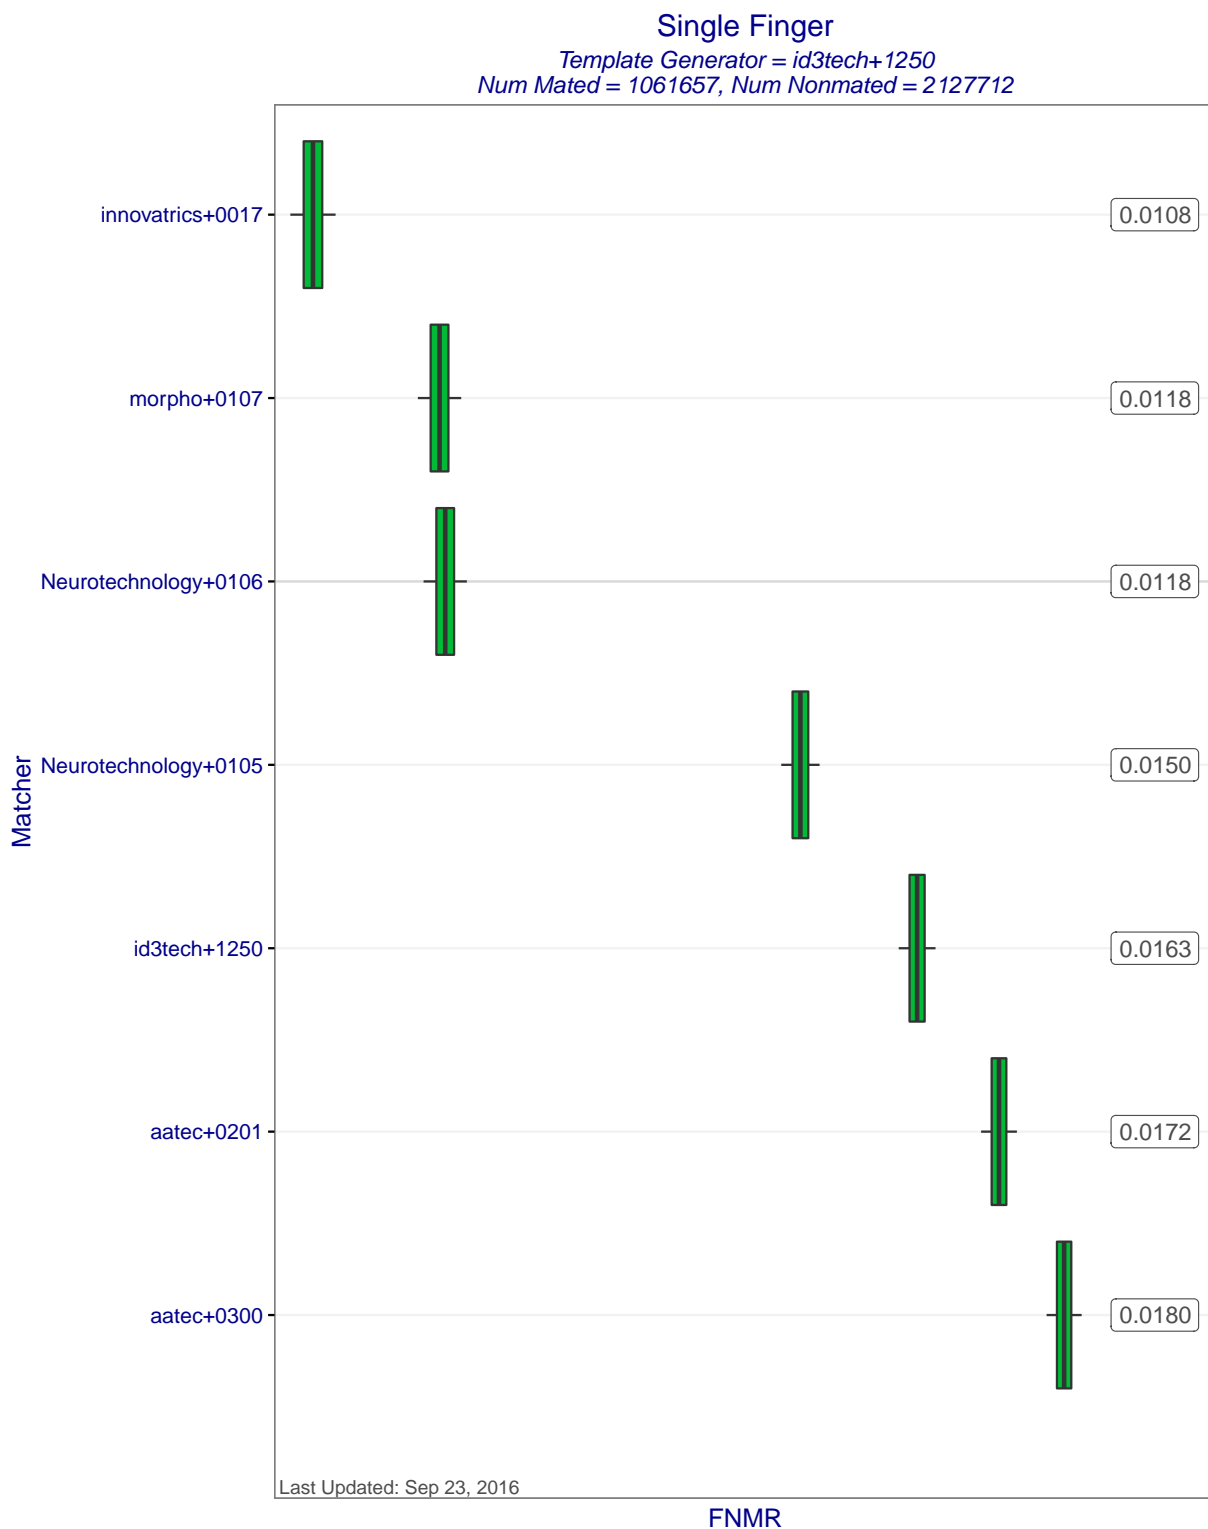 Single Finger
Template Generator = id3tech+1250
Num Mated = 1061657, Num Nonmated = 2127712
innovatrics+0017
0.0108
morpho+0107
0.0118
Neurotechnology+0106
0.0118
Neurotechnology+0105
0.0150
Matcher
id3tech+1250
0.0163
aatec+0201
0.0172
aatec+0300
0.0180
Last Updated: Sep 23, 2016
FNMR